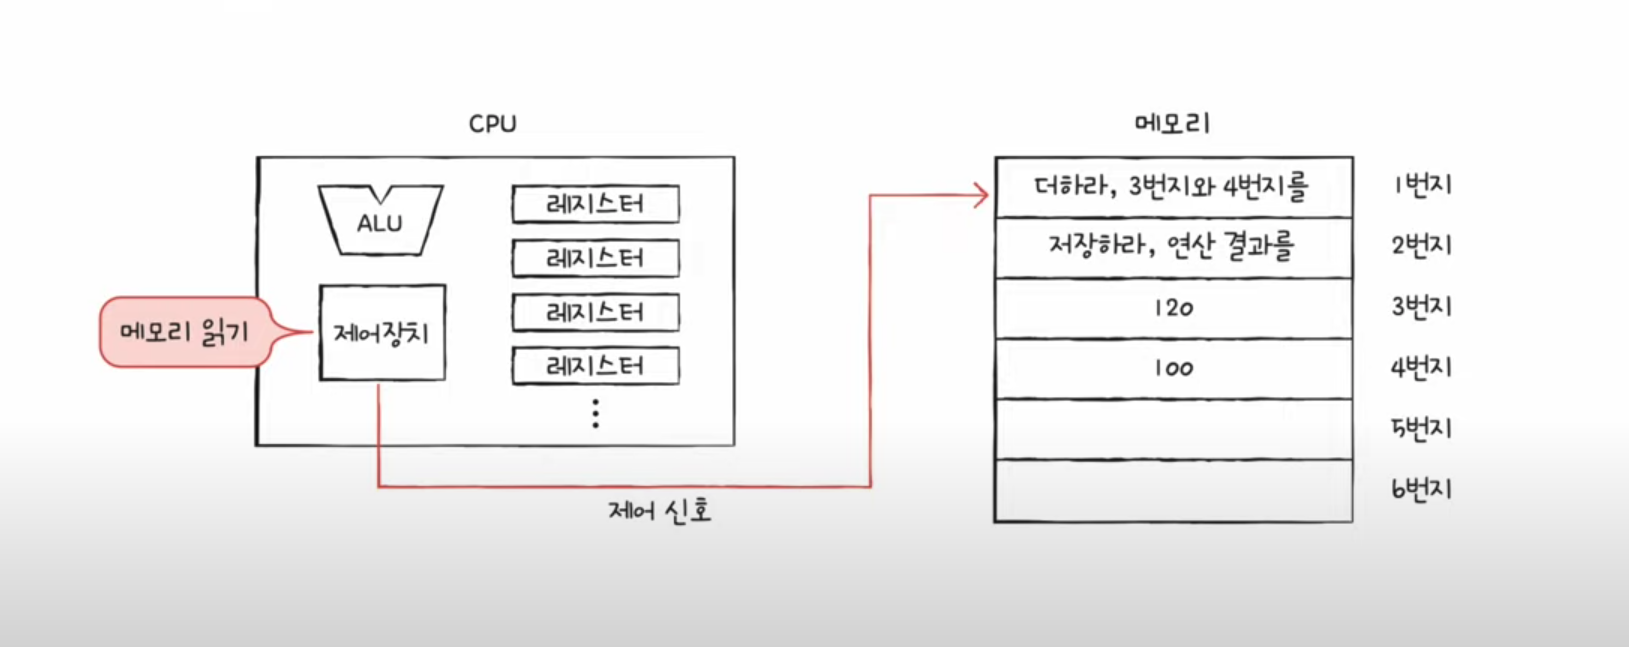 CPU
ALU
레지스터
레지스터
레지스터
레지스터
제어장치
메모리 읽기
제어 신호
메모리
더하라, 3번지와 4번지를 1번지
저장하라, 연산 결과를 2번지
120 3번지
100 4번지
5번지
6번지